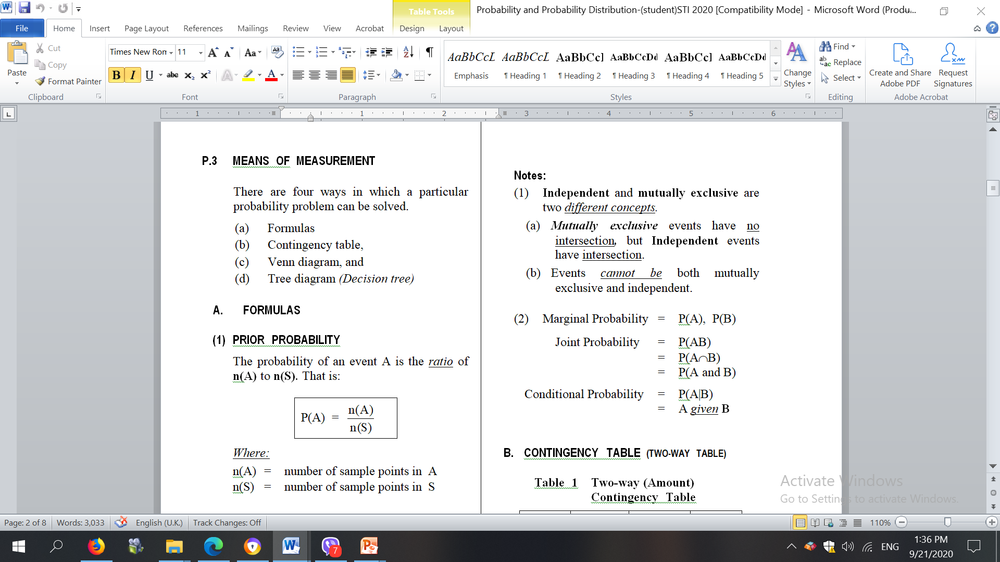 Table Tools
Probability and Probability Distribution-(student)STI 2020 [Compatibility Mode] - Microsoft Word (Produ...
File Home Insert Page Layout References Mailings Review View Acrobat Design Layout
Cut
Copy
Format Painter
Paste
Clipboard
Times New Ron 11
Font
Paragraph
AaBbCcL AaBbCcL AaBbCc] AaBbCcDd AaBbCc] AaBbCcDd
Emphasis ¶ Heading 1 ¶ Heading 2 ¶ Heading 3 ¶ Heading 4 ¶ Heading 5
Styles
Change
Styles
Find
Replace
Select
Editing
Create and Share
Adobe PDF
Request
Signatures
Adobe Acrobat
1 1 2 3 4 5 6
P.3 MEANS OF MEASUREMENT
There are four ways in which a particular
probability problem can be solved.
(a) Formulas
(b) Contingency table,
(c) Venn diagram, and
(d) Tree diagram (Decision tree)
A. FORMULAS
(1) PRIOR PROBABILITY
The probability of an event A is the ratio of
n(A) to n(S). That is:
P(A) = n(A)
n(S)
Where:
n(A) = number of sample points in A
n(S) = number of sample points in S
Notes:
(1) Independent and mutually exclusive are
two different concepts.
(a) Mutually exclusive events have no
intersection, but Independent events
have intersection.
(b) Events cannot be both mutually
exclusive and independent.
(2) Marginal Probability = P(A), P(B)
Joint Probability = P(AB)
= P(A∩B)
= P(A and B)
Conditional Probability = P(A|B)
= A given B
B. CONTINGENCY TABLE (TWO-WAY TABLE)
Table 1 Two-way (Amount)
Contingency Table
Activate Windows
Go to Settings to activate Windows.
Page: 2 of 8 Words: 3,033 English (U.K.) Track Changes: Off 110%
7
ENG
1:36 PM
9/21/2020